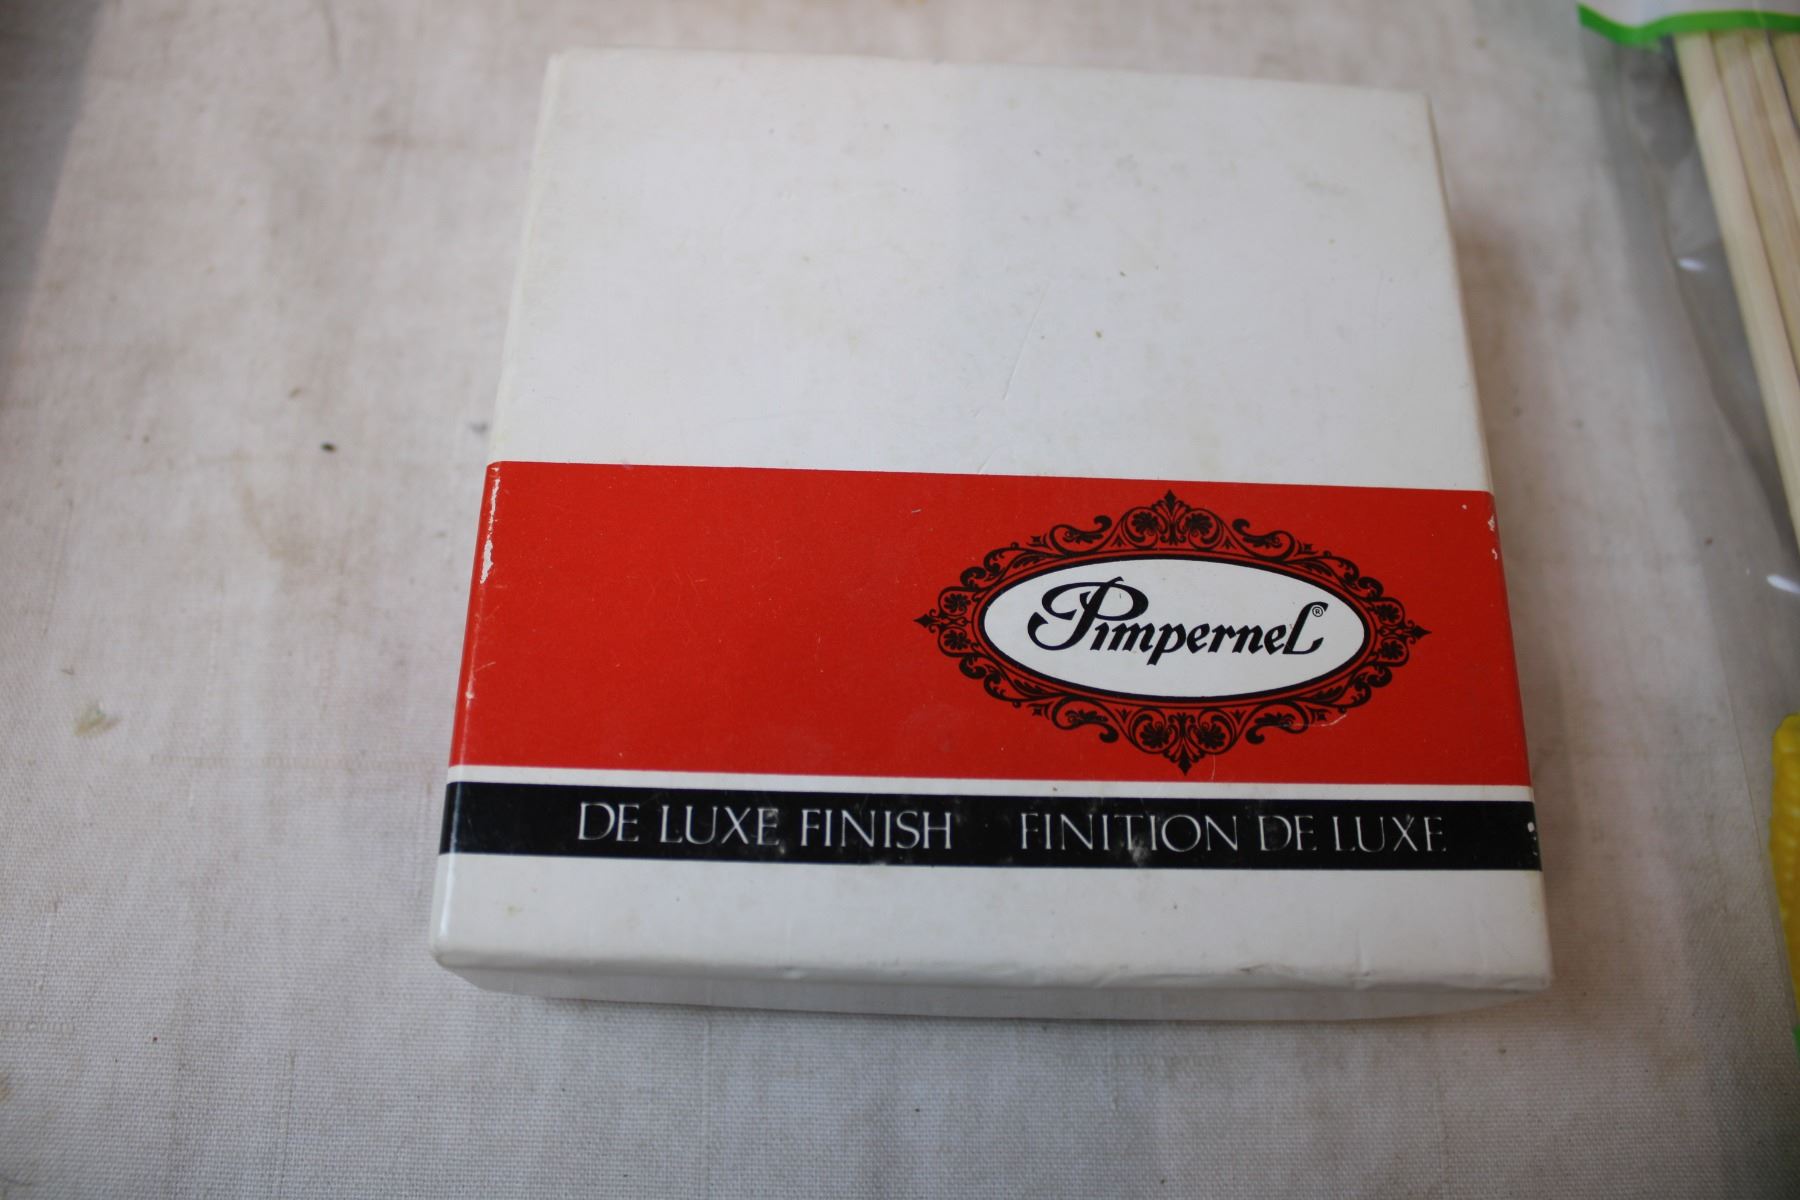 Pimpernel®
DE LUXE FINISH FINITION DE LUXE